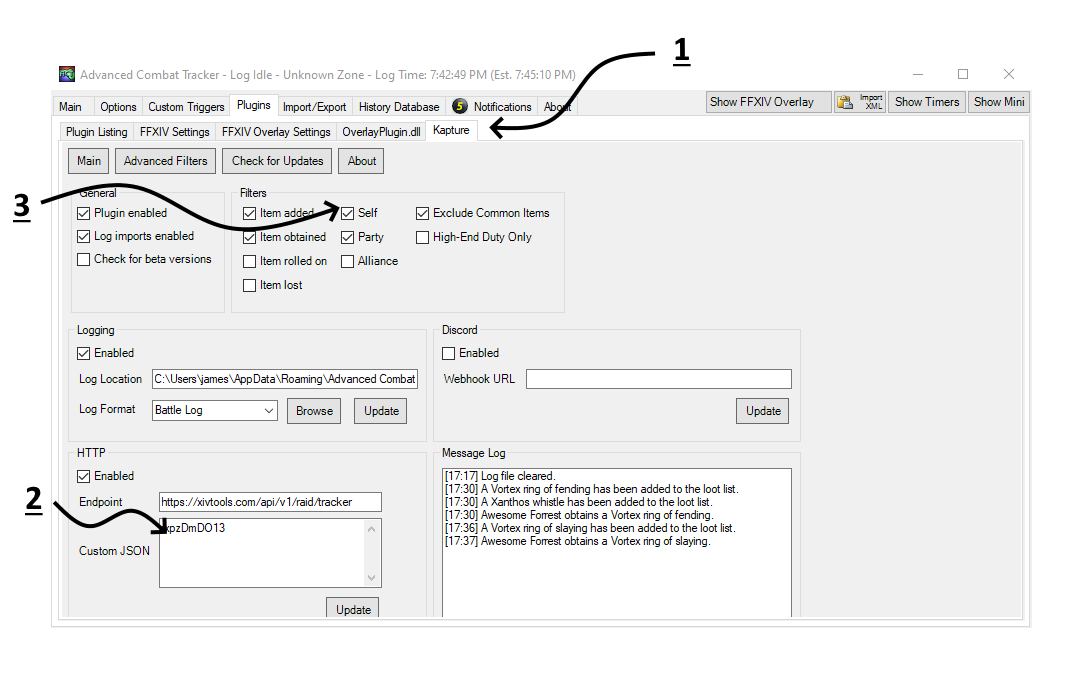 1
Advanced Combat Tracker - Log Idle - Unknown Zone - Log Time: 7:42:49 PM (Est. 7:45:10 PM)
Main Options Custom Triggers Plugins Import/Export History Database 5 Notifications About Show FFXIV Overlay Import XML Show Timers Show Mini
Plugin Listing FFXIV Settings FFXIV Overlay Settings OverlayPlugin.dll Kapture
Main Advanced Filters Check for Updates About
3
General Filters
Plugin enabled Item added Self Exclude Common Items
Log imports enabled Item obtained Party High-End Duty Only
Check for beta versions Item rolled on Alliance
Item lost
Logging Discord
Enabled Enabled
Log Location C:\Users\james\AppData\Roaming\Advanced Combat Webhook URL
Log Format Battle Log Browse Update Update
HTTP Message Log
Enabled [17:17] Log file cleared.
[17:30] A Vortex ring of fending has been added to the loot list.
2 Endpoint https://xivtools.com/api/v1/raid/tracker [17:30] A Xanthos whistle has been added to the loot list.
[17:30] Awesome Forrest obtains a Vortex ring of fending.
[17:36] A Vortex ring of slaying has been added to the loot list.
[17:37] Awesome Forrest obtains a Vortex ring of slaying.
Custom JSON
Update